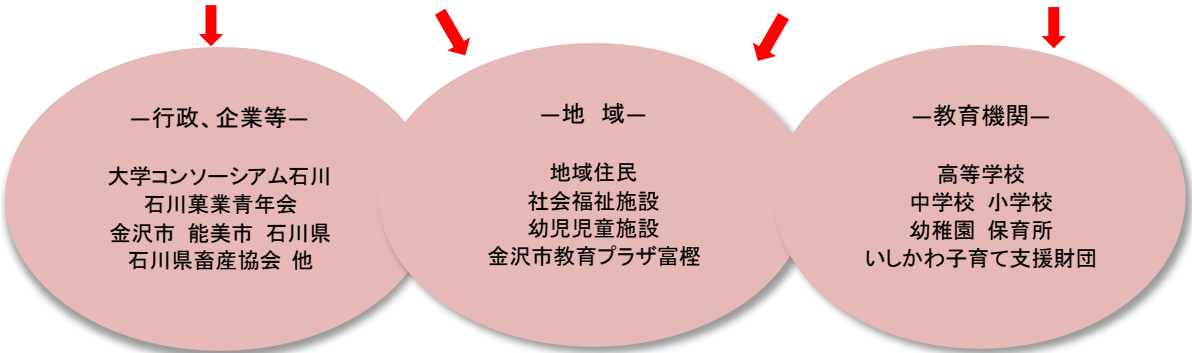 ―行政、企業等―
大学コンソーシアム石川
石川菓業青年会
金沢市 能美市 石川県
石川県畜産協会 他
―地 域―
地域住民
社会福祉施設
幼児児童施設
金沢市教育プラザ富樫
―教育機関―
高等学校
中学校 小学校
幼稚園 保育所
いしかわ子育て支援財団